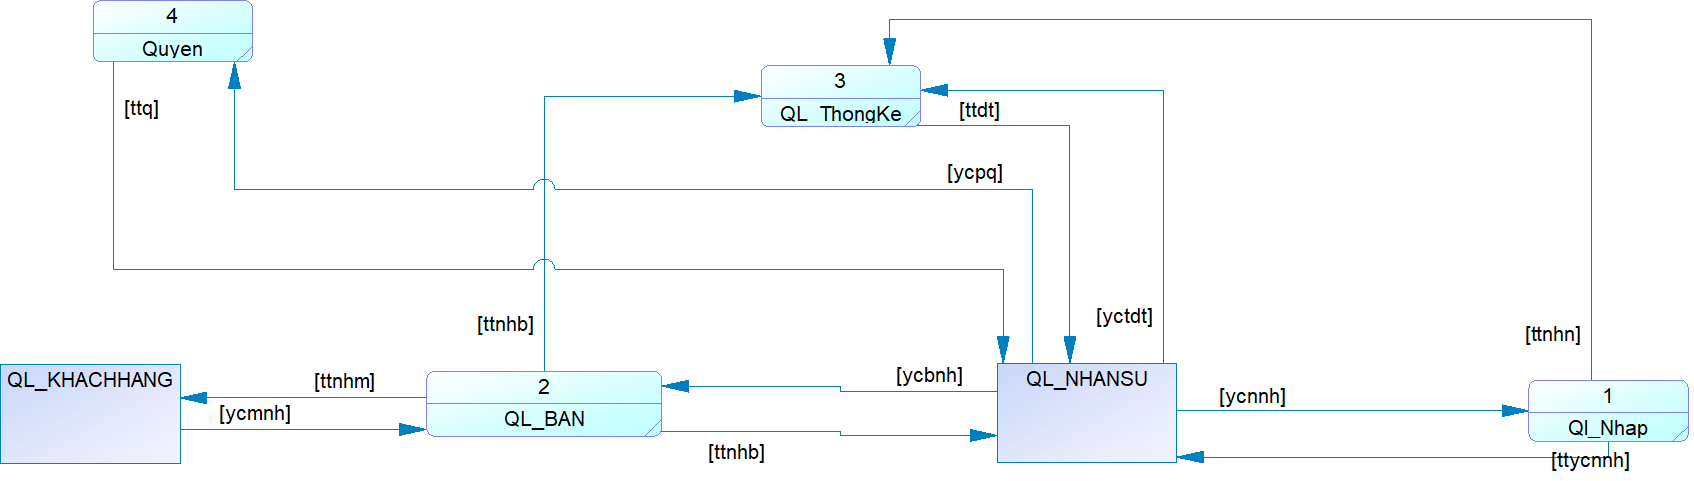 4
Quyen
[ttq]
3
QL_ThongKe
[ttdt]
[ycpq]
[yctdt]
[ttnhb]
[ttnhn]
QL_KHACHHANG
[ttnhm]
[ycmnh]
2
QL_BAN
[ycbnh]
[ttnhb]
QL_NHANSU
[ycnnh]
1
Ql_Nhap
[ttycnnh]